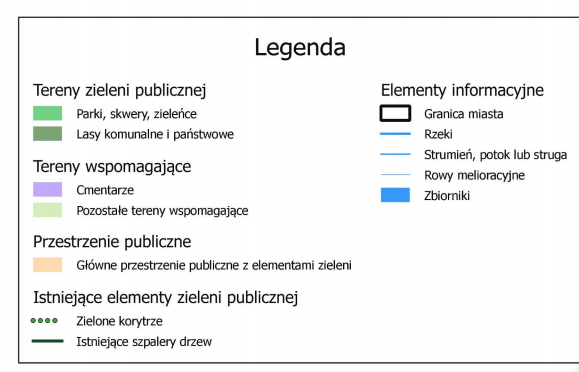 Legenda
Tereny zieleni publicznej
Parki, skwery, zieleńce
Lasy komunalne i państwowe
Tereny wspomagające
Cmentarze
Pozostałe tereny wspomagające
Przestrzenie publiczne
Główne przestrzenie publiczne z elementami zieleni
Istniejące elementy zieleni publicznej
Zielone korytrze
Istniejące szpalery drzew
Elementy informacyjne
Granica miasta
Rzeki
Strumień, potok lub struga
Rowy melioracyjne
Zbiorniki